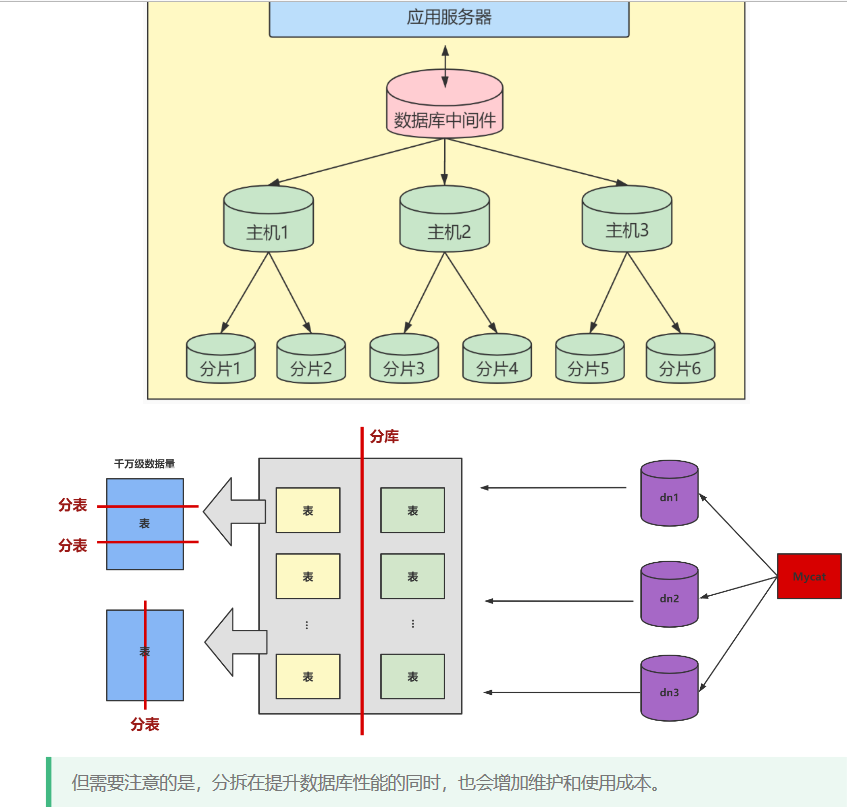 应用服务器
数据库中间件
主机1
主机2
主机3
分片1
分片2
分片3
分片4
分片5
分片6
分库
千万级数据量
分表
表
分表
表
分表
表
表
表
表
⋮
⋮
表
表
dn1
dn2
dn3
Mycat
但需要注意的是，分拆在提升数据库性能的同时，也会增加维护和使用成本。